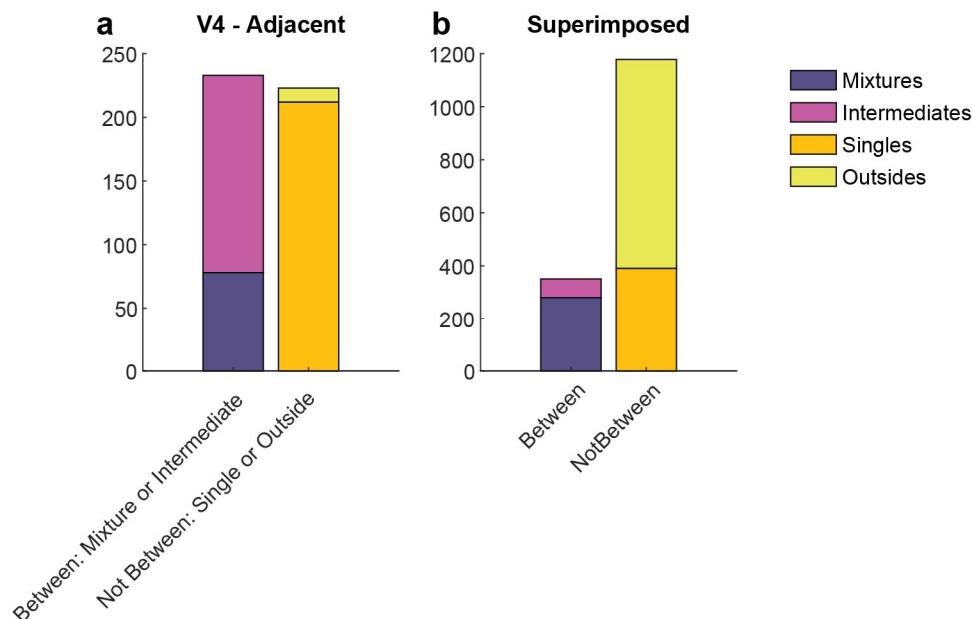 a
V4 - Adjacent
250
200
150
100
50
0
Between: Mixture or Intermediate
Not Between: Single or Outside
b
Superimposed
1200
1000
800
600
400
200
0
Between
NotBetween
Mixtures
Intermediates
Singles
Outsides